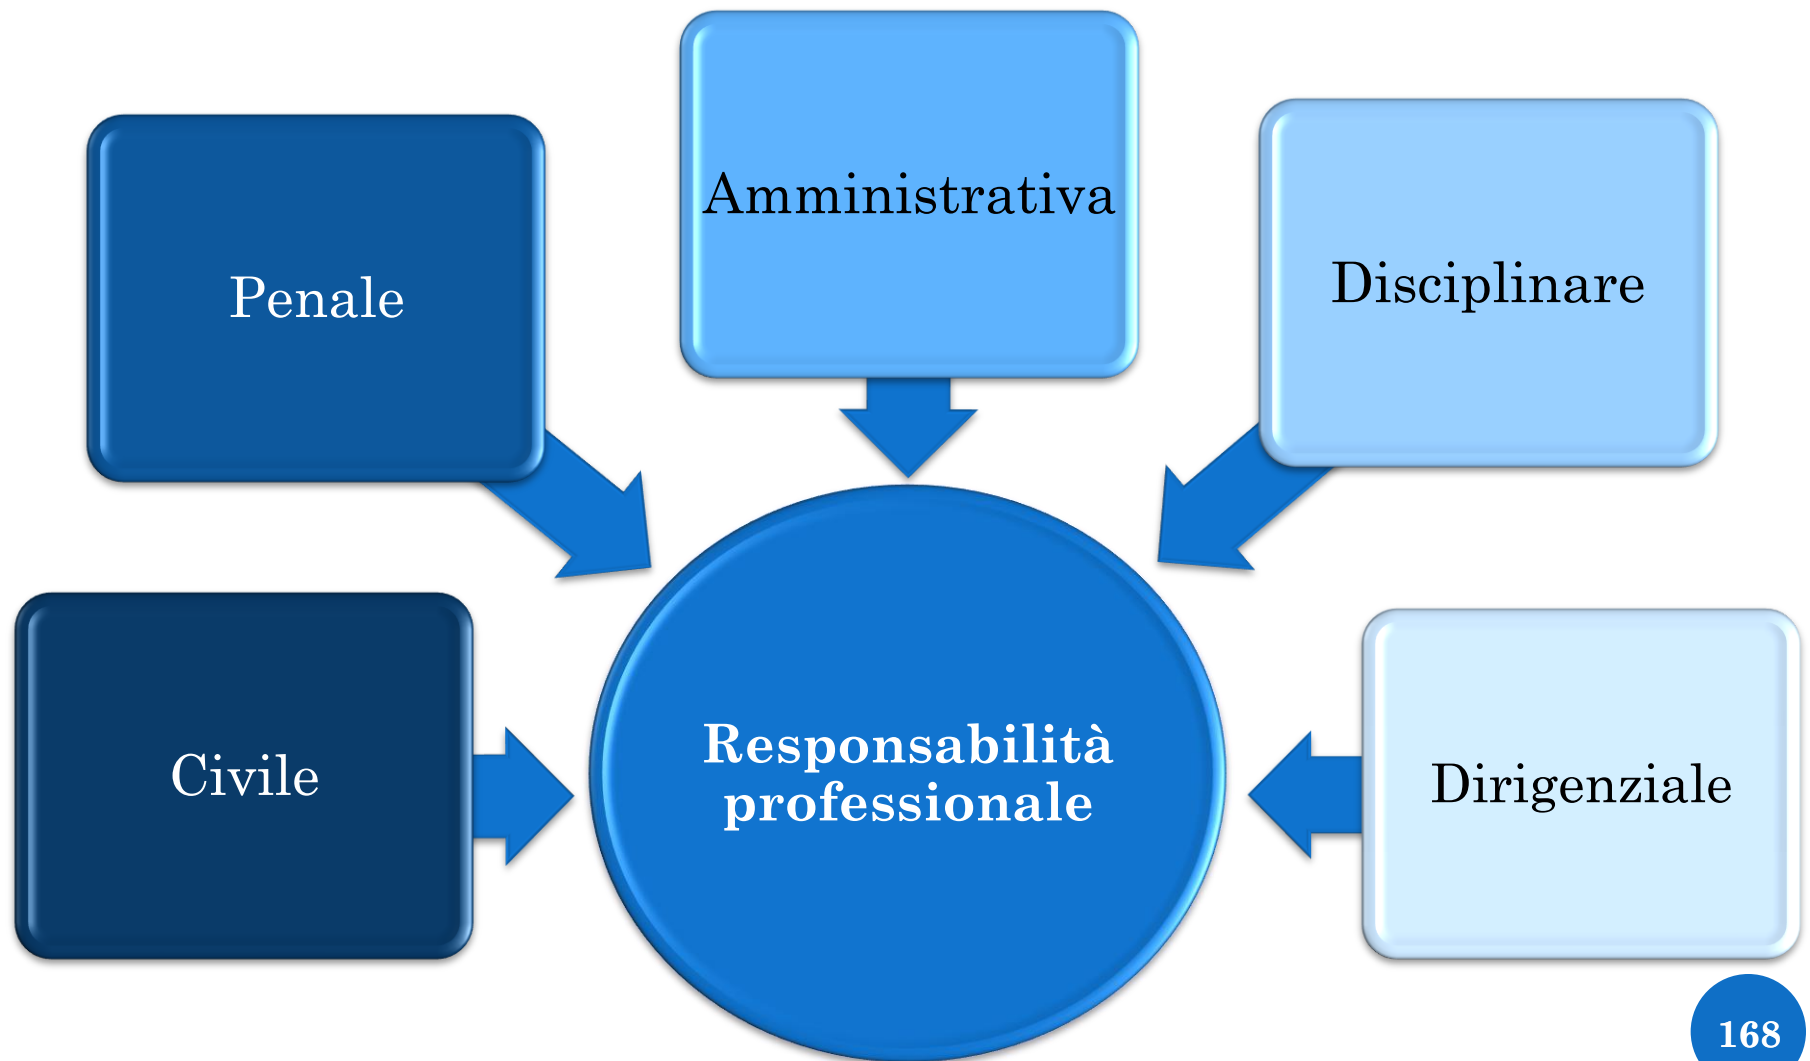 Amministrativa
Penale
Disciplinare
Civile
Responsabilità
professionale
Dirigenziale
168